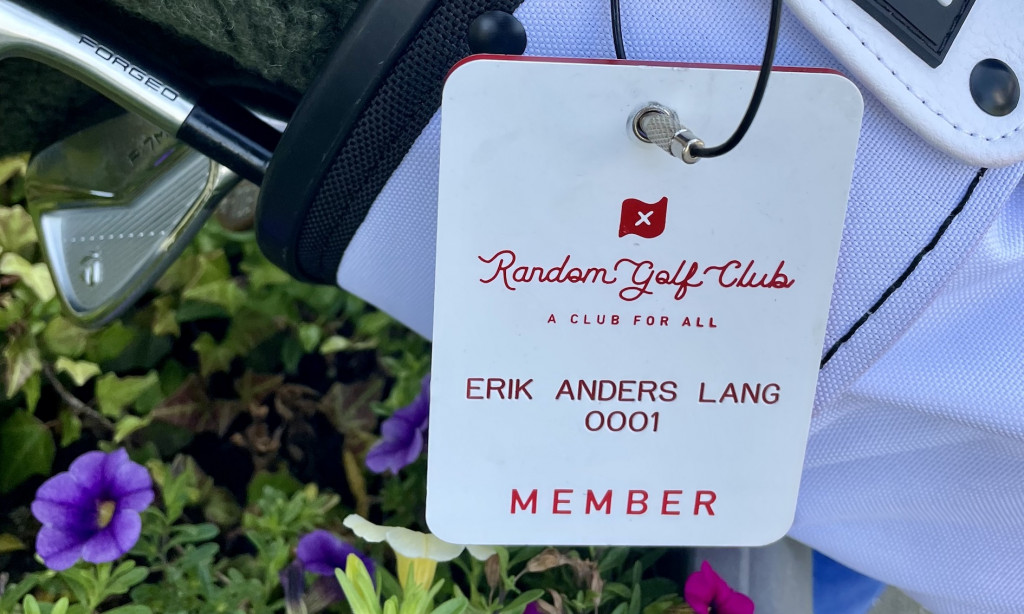 FORGED
Random Golf Club
A CLUB FOR ALL
ERIK ANDERS LANG
0001
MEMBER